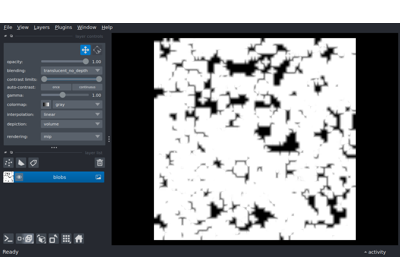 File View Layers Plugins Window Help
opacity: 1.00
blending: translucent_no_depth
contrast limits:
auto-contrast: once continuous
gamma: 1.00
colormap: gray
interpolation: linear
depiction: volume
rendering: mip
blobs
Ready activity